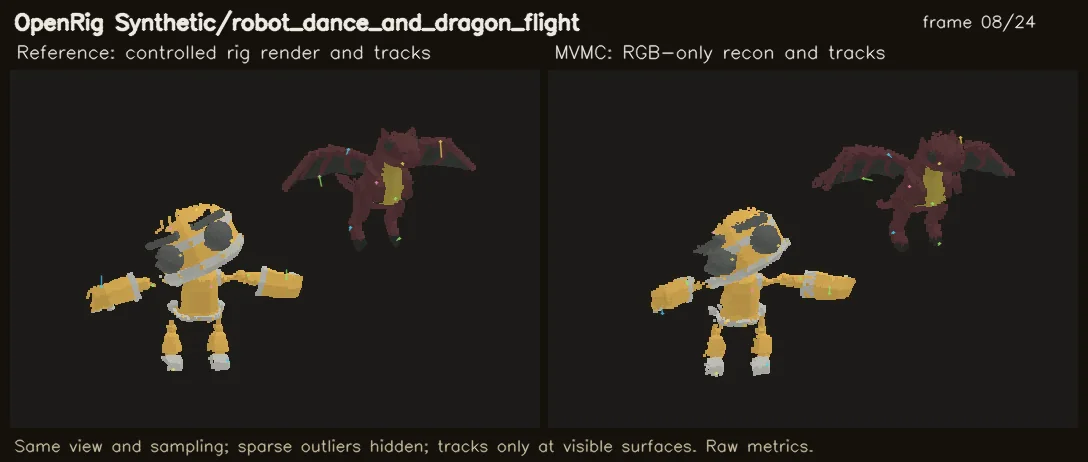 OpenRig Synthetic/robot_dance_and_dragon_flight
frame 08/24
Reference: controlled rig render and tracks
MVMC: RGB-only recon and tracks
Same view and sampling; sparse outliers hidden; tracks only at visible surfaces. Raw metrics.